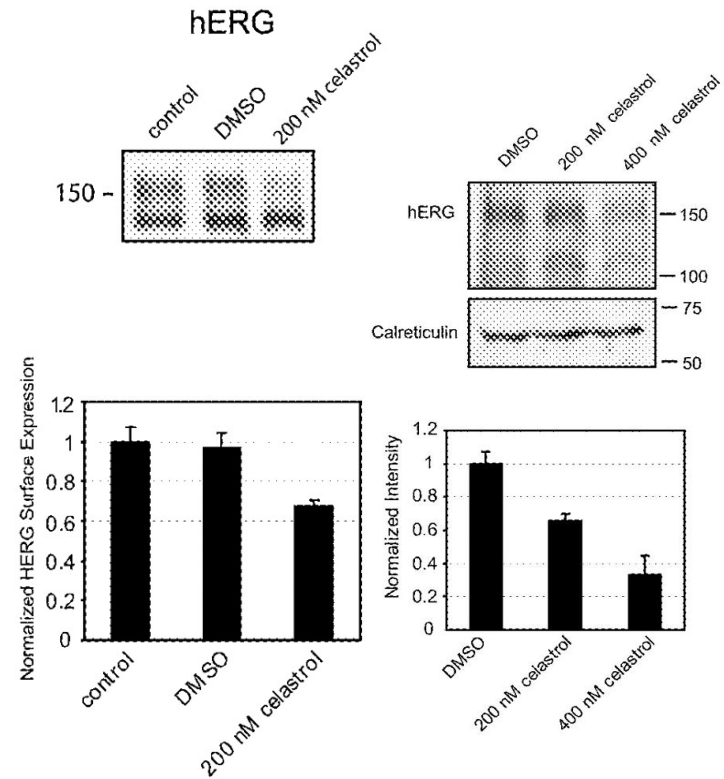 hERG
control
DMSO
200 nM celastrol
150 -
DMSO
200 nM celastrol
400 nM celastrol
hERG
150
100
Calreticulin
75
50
Normalized HERG Surface Expression
1.2
1
0.8
0.6
0.4
0.2
0
control
DMSO
200 nM celastrol
Normalized Intensity
1.2
1
0.8
0.6
0.4
0.2
0
DMSO
200 nM celastrol
400 nM celastrol